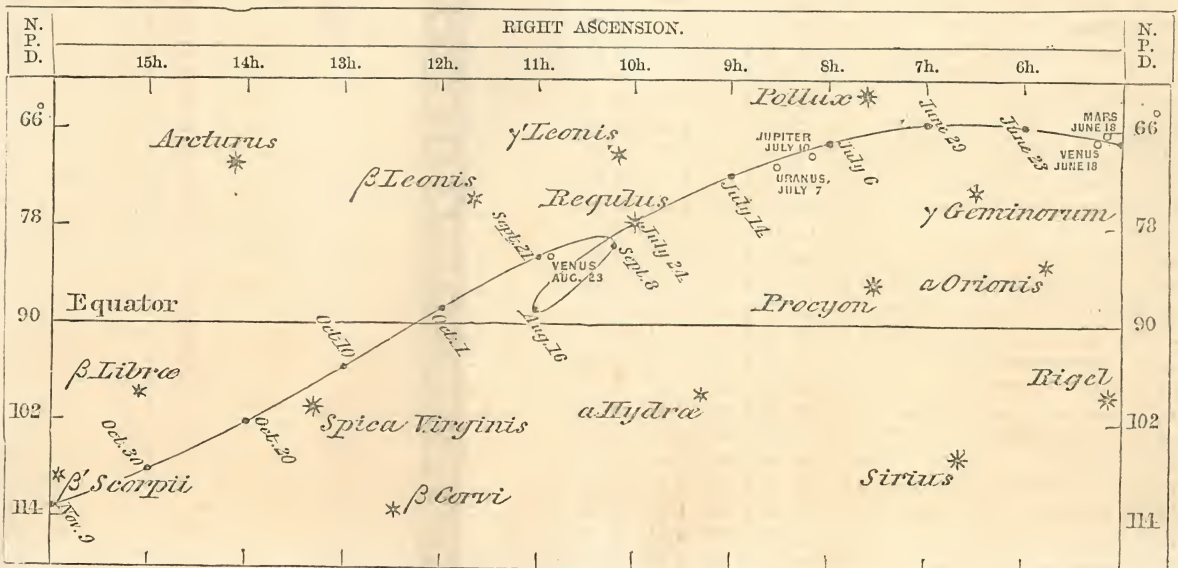 N.
P.
D.
RIGHT ASCENSION.
N.
P.
D.
15h. 14h. 13h. 12h. 11h. 10h. 9h. 8h. 7h. 6h.
66°
66°
Pollux
June 29
June 23
MARS
JUNE 18
VENUS
JUNE 18
Arcturus
γ' Leonis
JUPITER
JULY 10
July 6
URANUS,
JULY 7
β Leonis
Regulus
July 14
γ Geminorum
78
78
Sept. 21
July 24
Sept. 8
VENUS
AUG. 23
α Orionis
Procyon
Equator
90
90
Aug. 16
Oct. 1
Oct. 10
β Libræ
Rigel
102
102
Spica Virginis
α Hydræ
Oct. 20
Oct. 30
β' Scorpii
Sirius
β Corvi
114
114
Nov. 9